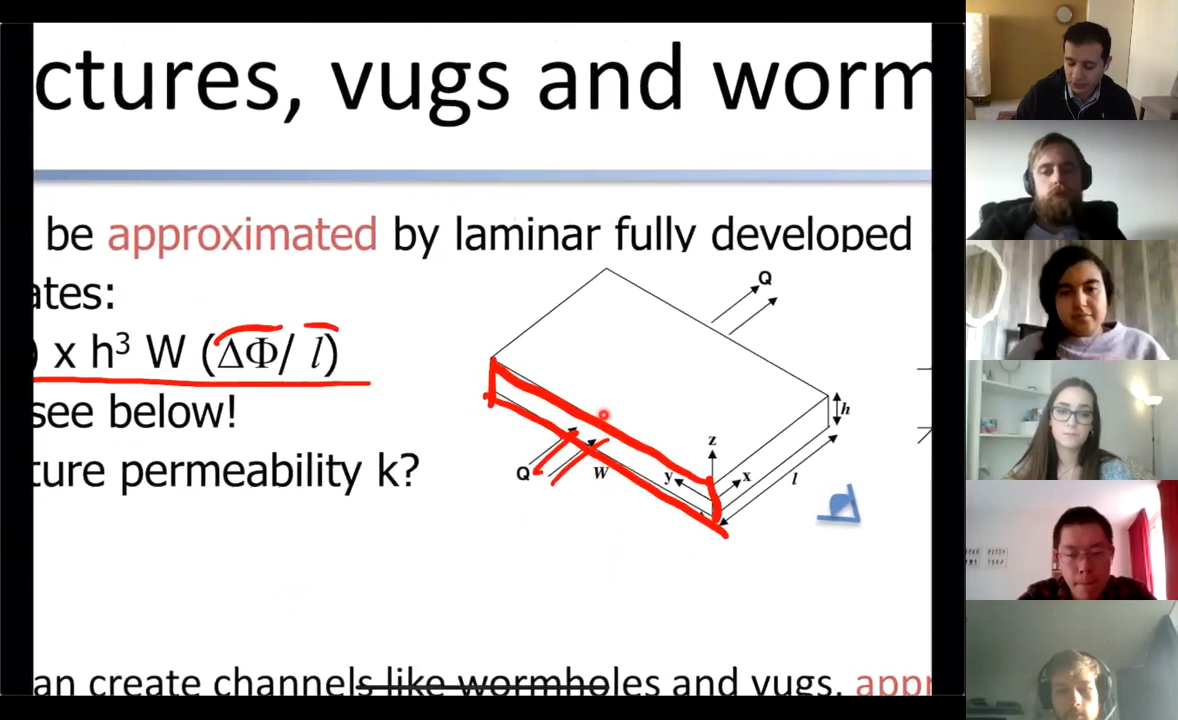 ctures, vugs and worm
be approximated by laminar fully developed
ates:
) x h³ W (ΔΦ/ l)
see below!
ture permeability k?
Q
h
z
y
x
l
Q
W
an create channels like wormholes and vugs, appr